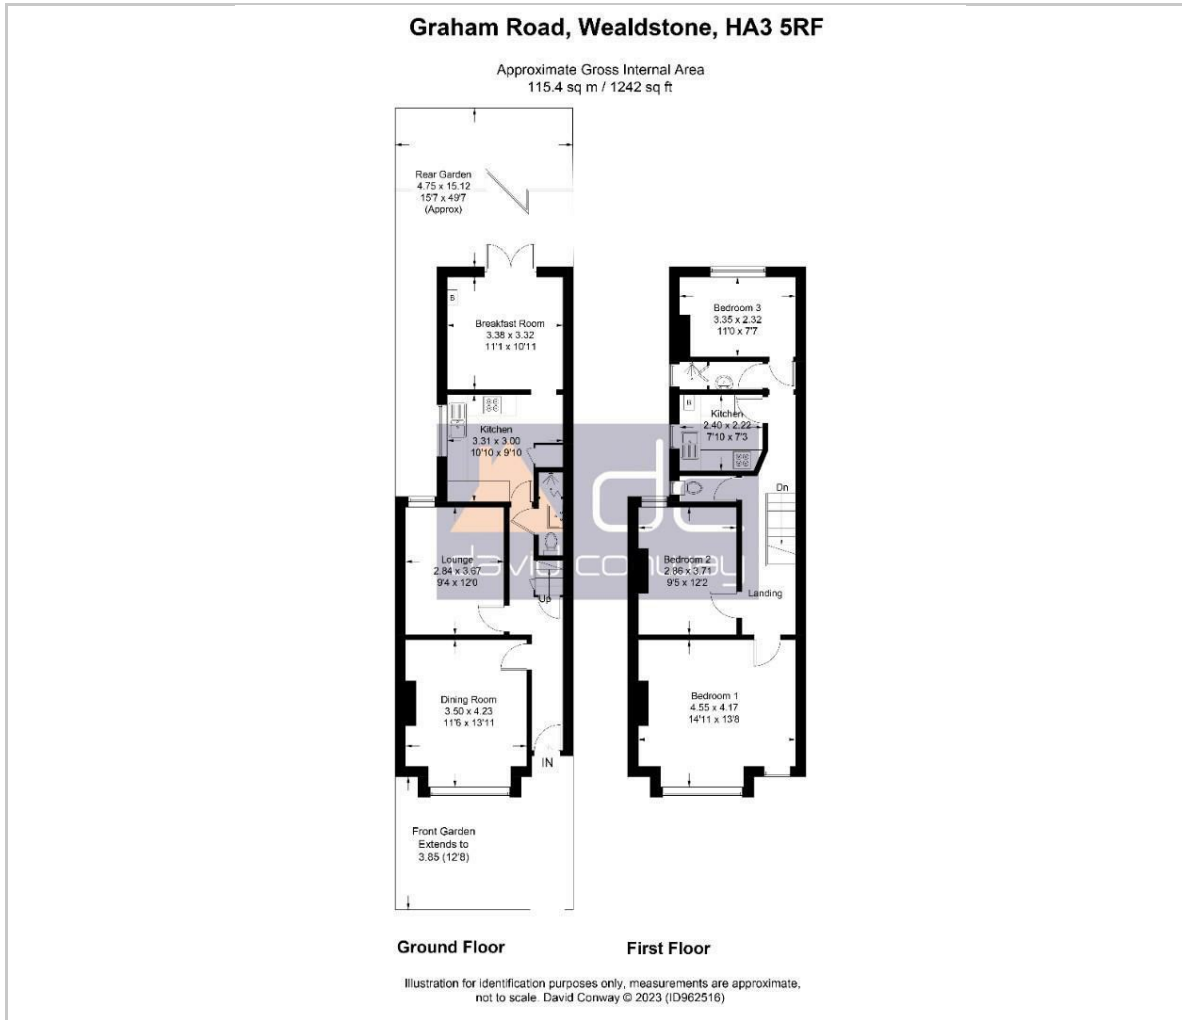 Graham Road, Wealdstone, HA3 5RF
Approximate Gross Internal Area
115.4 sq m / 1242 sq ft
Rear Garden
4.75 x 15.12
15'7 x 49'7
(Approx)
B
Breakfast Room
3.38 x 3.32
11'1 x 10'11
Kitchen
3.31 x 3.00
10'10 x 9'10
Lounge
2.84 x 3.67
9'4 x 12'0
Up
Dining Room
3.50 x 4.23
11'6 x 13'11
IN
Front Garden
Extends to
3.85 (12'8)
Ground Floor
Bedroom 3
3.35 x 2.32
11'0 x 7'7
B
Kitchen
2.40 x 2.22
7'10 x 7'3
Dn
Bedroom 2
2.86 x 3.71
9'5 x 12'2
Landing
Bedroom 1
4.55 x 4.17
14'11 x 13'8
First Floor
dc
david conway
Illustration for identification purposes only, measurements are approximate,
not to scale. David Conway © 2023 (ID962516)